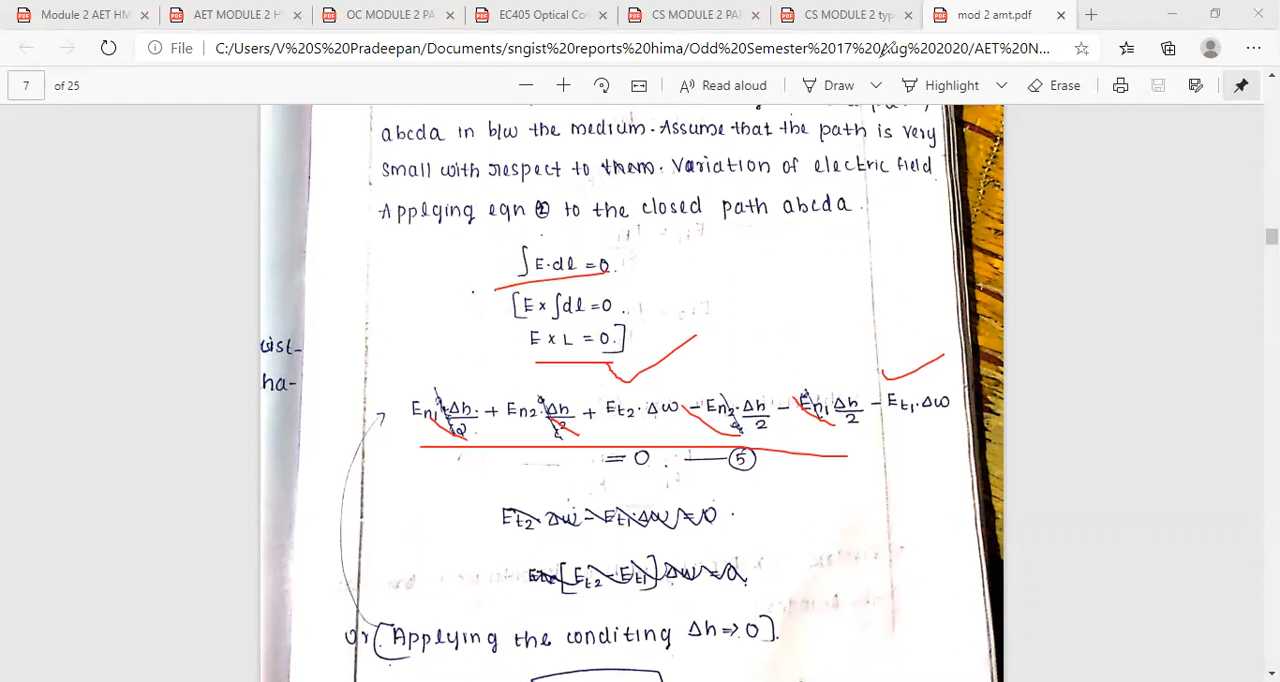 Module 2 AET HM
AET MODULE 2 H
OC MODULE 2 PA
EC405 Optical Co
CS MODULE 2 PA
CS MODULE 2 typ
mod 2 amt.pdf
File
C:/Users/V%20S%20Pradeepan/Documents/sngist%20reports%20hima/Odd%20Semester%2017%20Aug%202020/AET%20N...
7 of 25
Read aloud
Draw
Highlight
Erase
abcda in b/w the medium. Assume that the path is very
small with respect to them. Variation of electric field
Applying eqn ② to the closed path abcda.
∫E·dl = 0.
[E × ∫dl = 0
E × L = 0.]
List-
ha-
En1 Δh/2 + En2·Δh/2 + Et2·Δw − En2·Δh/2 − En1 Δh/2 − Et1·Δw
= 0 — ⑤
Et2·Δw − Et1·Δw = 0
[Et2 − Et1] Δw = 0
or [Applying the conditing Δh ⇒ 0].